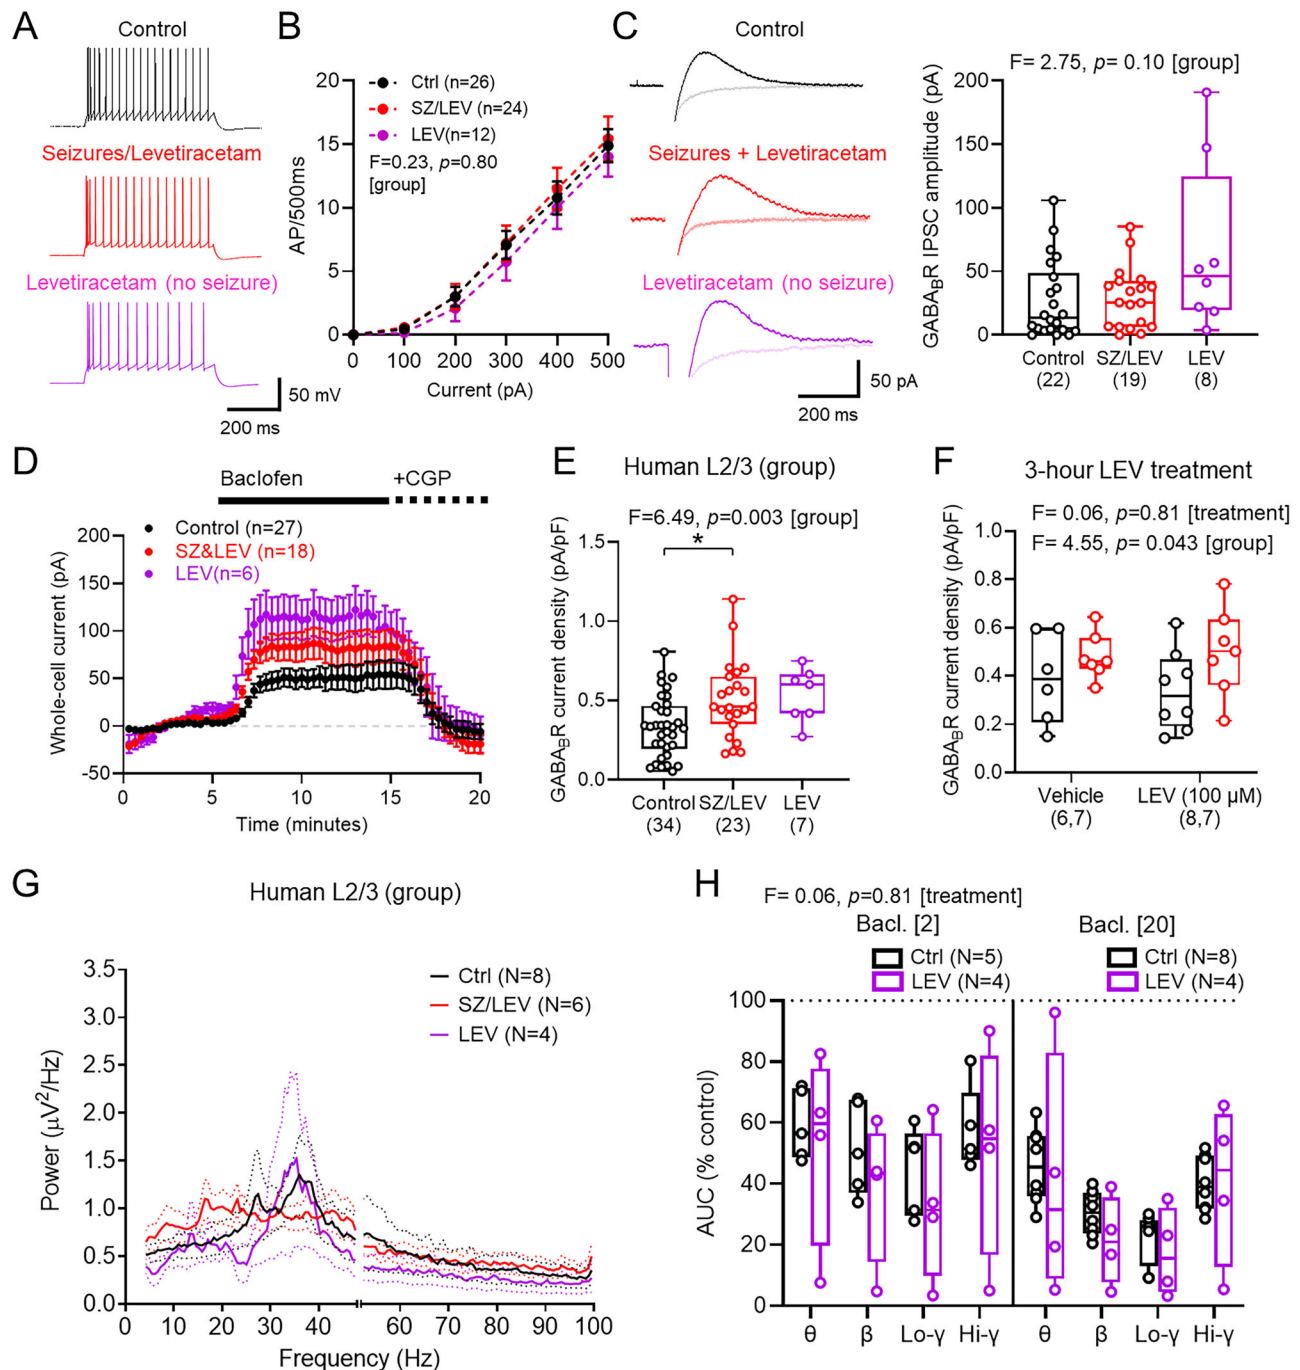 A
Control
Seizures/Levetiracetam
Levetiracetam (no seizure)
50 mV
200 ms
B
Ctrl (n=26)
SZ/LEV (n=24)
LEV(n=12)
F=0.23, p=0.80
[group]
AP/500ms
20
15
10
5
0
0 100 200 300 400 500
Current (pA)
C
Control
Seizures + Levetiracetam
Levetiracetam (no seizure)
50 pA
200 ms
F= 2.75, p= 0.10 [group]
GABA_BR IPSC amplitude (pA)
200
150
100
50
0
Control SZ/LEV LEV
(22) (19) (8)
D
Baclofen +CGP
Control (n=27)
SZ&LEV (n=18)
LEV(n=6)
Whole-cell current (pA)
200
150
100
50
0
-50
0 5 10 15 20
Time (minutes)
E
Human L2/3 (group)
F=6.49, p=0.003 [group]
*
GABA_BR current density (pA/pF)
1.5
1.0
0.5
0.0
Control SZ/LEV LEV
(34) (23) (7)
F
3-hour LEV treatment
F= 0.06, p=0.81 [treatment]
F= 4.55, p= 0.043 [group]
GABA_BR current density (pA/pF)
1.0
0.8
0.6
0.4
0.2
0.0
Vehicle LEV (100 µM)
(6,7) (8,7)
G
Human L2/3 (group)
Ctrl (N=8)
SZ/LEV (N=6)
LEV (N=4)
Power (µV²/Hz)
3.5
3.0
2.5
2.0
1.5
1.0
0.5
0.0
0 10 20 30 40 60 70 80 90 100
Frequency (Hz)
H
F= 0.06, p=0.81 [treatment]
Bacl. [2] Bacl. [20]
Ctrl (N=5) Ctrl (N=8)
LEV (N=4) LEV (N=4)
AUC (% control)
100
80
60
40
20
0
θ β Lo-γ Hi-γ θ β Lo-γ Hi-γ